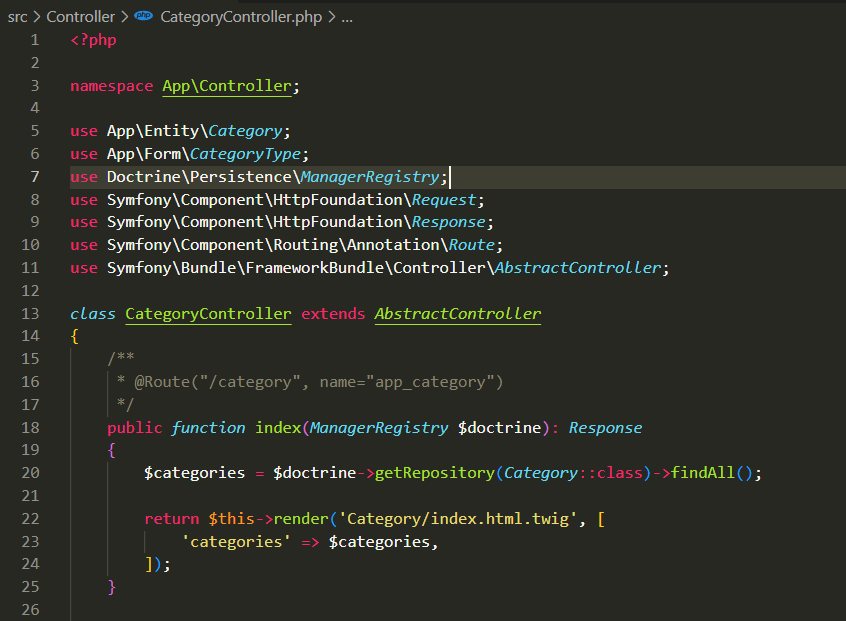 src > Controller > php CategoryController.php > ...
1 <?php
2
3 namespace App\Controller;
4
5 use App\Entity\Category;
6 use App\Form\CategoryType;
7 use Doctrine\Persistence\ManagerRegistry;
8 use Symfony\Component\HttpFoundation\Request;
9 use Symfony\Component\HttpFoundation\Response;
10 use Symfony\Component\Routing\Annotation\Route;
11 use Symfony\Bundle\FrameworkBundle\Controller\AbstractController;
12
13 class CategoryController extends AbstractController
14 {
15     /**
16      * @Route("/category", name="app_category")
17      */
18     public function index(ManagerRegistry $doctrine): Response
19     {
20         $categories = $doctrine->getRepository(Category::class)->findAll();
21
22         return $this->render('Category/index.html.twig', [
23             'categories' => $categories,
24         ]);
25     }
26